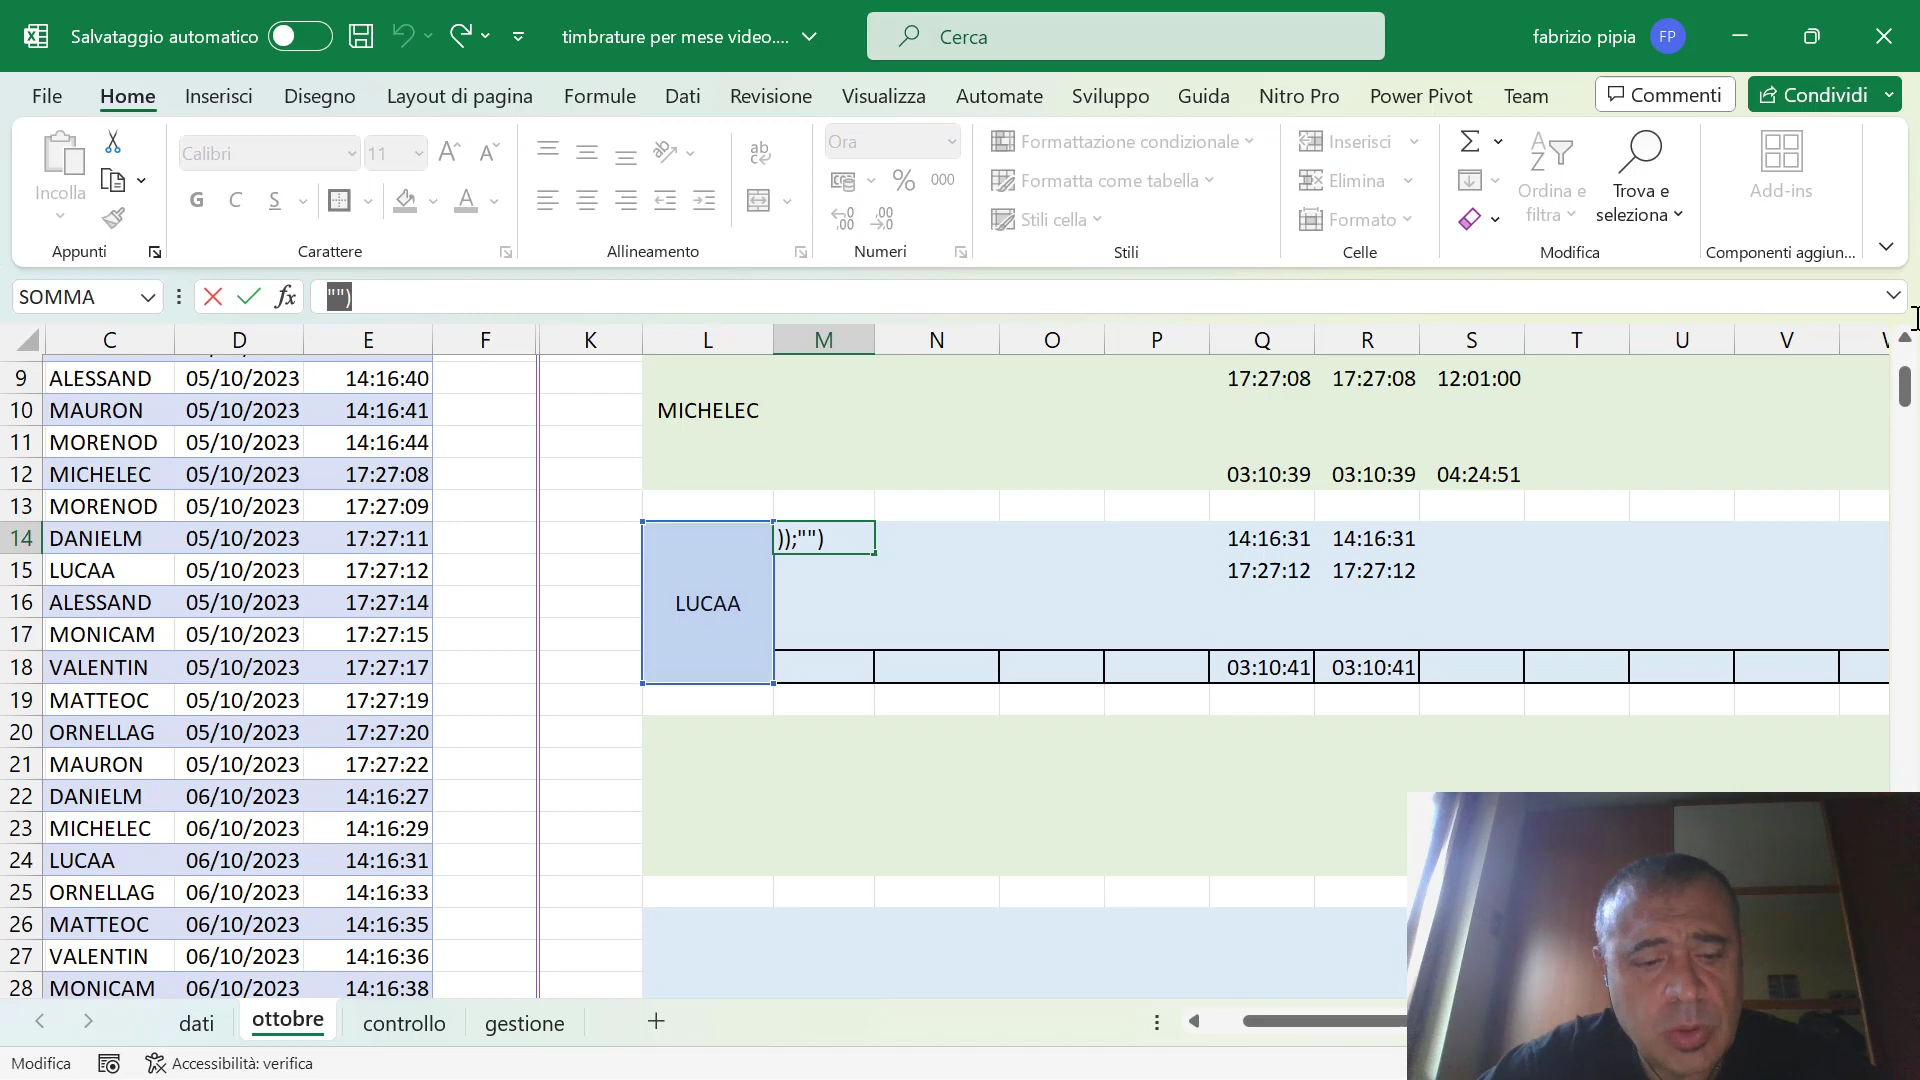 Salvataggio automatico timbrature per mese video.... Cerca fabrizio pipia FP
File Home Inserisci Disegno Layout di pagina Formule Dati Revisione Visualizza Automate Sviluppo Guida Nitro Pro Power Pivot Team Commenti Condividi
Incolla Calibri 11 Ora Formattazione condizionale Inserisci Ordina e filtra Trova e seleziona Add-ins
G C S % 000 Formatta come tabella Elimina
Stili cella Formato
Appunti Carattere Allineamento Numeri Stili Celle Modifica Componenti aggiun...
SOMMA fx "")
C D E F K L M N O P Q R S T U V
9 ALESSAND 05/10/2023 14:16:40 17:27:08 17:27:08 12:01:00
10 MAURON 05/10/2023 14:16:41 MICHELEC
11 MORENOD 05/10/2023 14:16:44
12 MICHELEC 05/10/2023 17:27:08 03:10:39 03:10:39 04:24:51
13 MORENOD 05/10/2023 17:27:09
14 DANIELM 05/10/2023 17:27:11 ));"") 14:16:31 14:16:31
15 LUCAA 05/10/2023 17:27:12 17:27:12 17:27:12
16 ALESSAND 05/10/2023 17:27:14 LUCAA
17 MONICAM 05/10/2023 17:27:15
18 VALENTIN 05/10/2023 17:27:17 03:10:41 03:10:41
19 MATTEOC 05/10/2023 17:27:19
20 ORNELLAG 05/10/2023 17:27:20
21 MAURON 05/10/2023 17:27:22
22 DANIELM 06/10/2023 14:16:27
23 MICHELEC 06/10/2023 14:16:29
24 LUCAA 06/10/2023 14:16:31
25 ORNELLAG 06/10/2023 14:16:33
26 MATTEOC 06/10/2023 14:16:35
27 VALENTIN 06/10/2023 14:16:36
28 MONICAM 06/10/2023 14:16:38
dati ottobre controllo gestione
Modifica Accessibilità: verifica